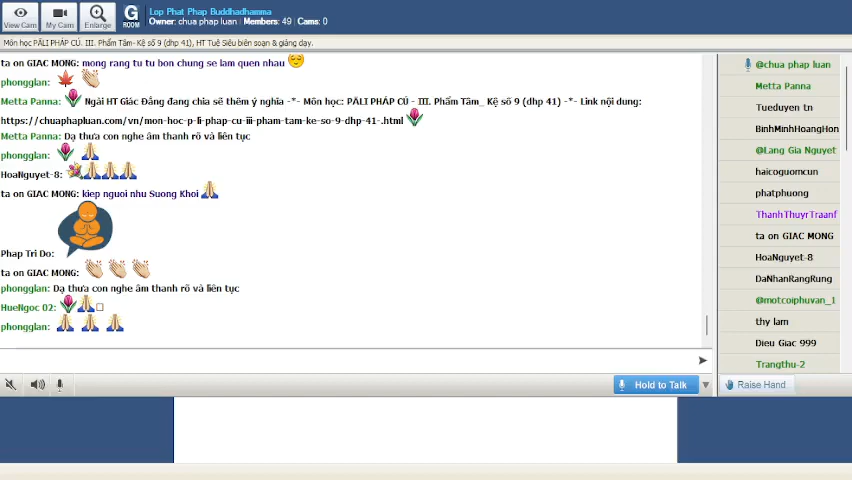 View Cam
My Cam
Enlarge
G
ROOM
Lop Phat Phap Buddhadhamma
Owner: chua phap luan Members: 49 Cams: 0
Môn học PĀLI PHÁP CÚ. III. Phẩm Tâm- Kệ số 9 (dhp 41), HT Tuệ Siêu biên soạn & giảng dạy.
ta on GIAC MONG: mong rang tu tu bon chung se lam quen nhau
phongglan:
Metta Panna: Ngài HT Giác Đẳng đang chia sẽ thêm ý nghĩa -*- Môn học: PĀLI PHÁP CÚ - III. Phẩm Tâm_ Kệ số 9 (dhp 41) -*- Link nội dung:
https://chuaphapluan.com/vn/mon-hoc-p-li-phap-cu-iii-pham-tam-ke-so-9-dhp-41-.html
Metta Panna: Dạ thưa con nghe âm thanh rõ và liên tục
phongglan:
HoaNguyet-8:
ta on GIAC MONG: kiep nguoi nhu Suong Khoi
Phap Tri Do:
ta on GIAC MONG:
phongglan: Dạ thưa con nghe âm thanh rõ và liên tục
HueNgoc 02:
phongglan:
Hold to Talk
@chua phap luan
Metta Panna
Tueduyen tn
BinhMinhHoangHon
@Lang Gia Nguyet
haicoguomcun
phatphuong
ThanhThuyrTraanf
ta on GIAC MONG
HoaNguyet-8
DaNhanRangRung
@motcoiphuvan_1
thy lam
Dieu Giac 999
Trangthu-2
Raise Hand